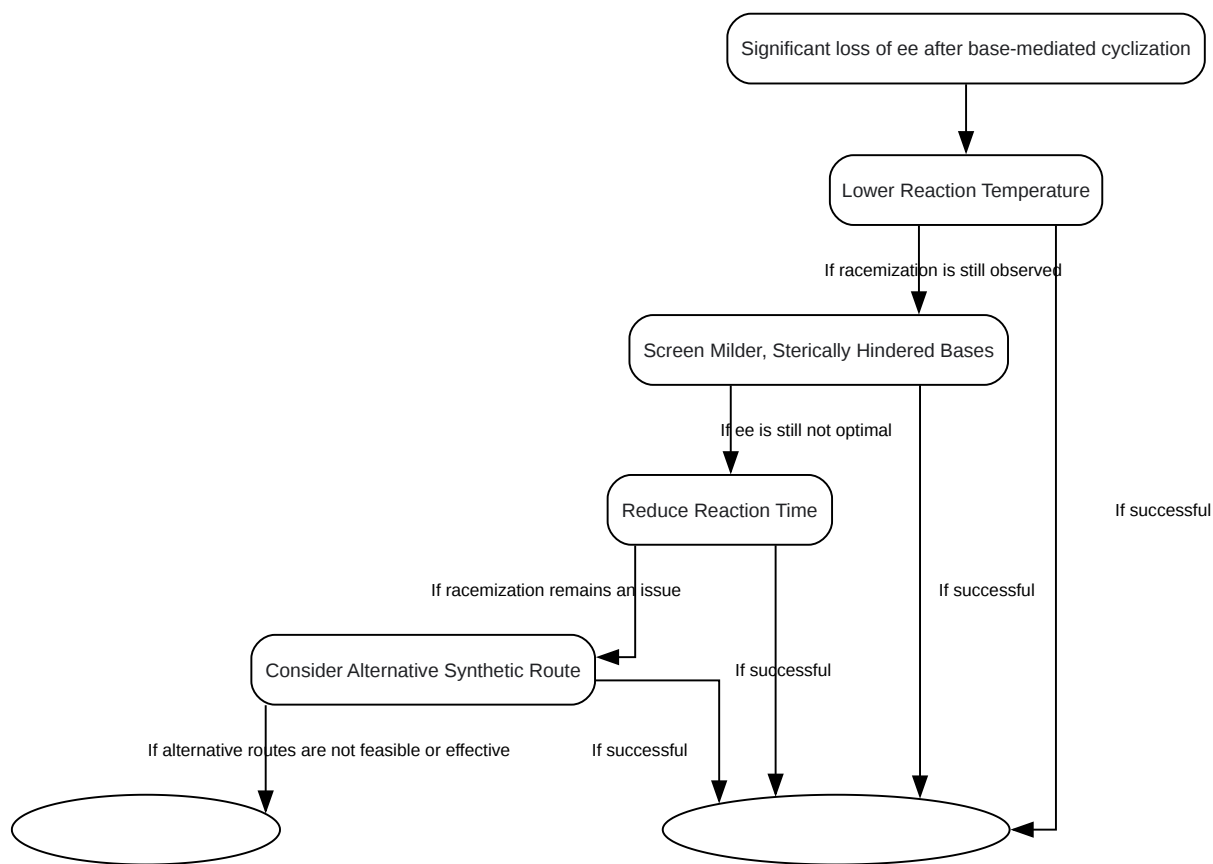 Significant loss of ee after base-mediated cyclization
Lower Reaction Temperature
If racemization is still observed
Screen Milder, Sterically Hindered Bases
If ee is still not optimal
Reduce Reaction Time
If successful
If racemization remains an issue
If successful
Consider Alternative Synthetic Route
If successful
If alternative routes are not feasible or effective
If successful